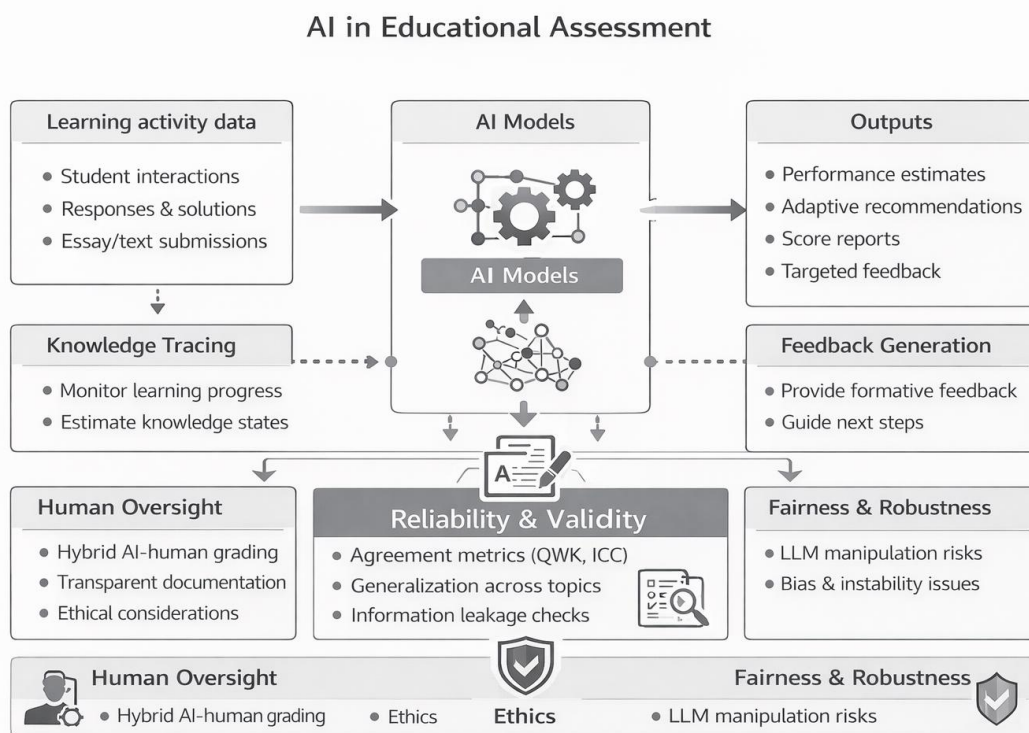 AI in Educational Assessment
Learning activity data
Student interactions
Responses & solutions
Essay/text submissions
AI Models
AI Models
Outputs
Performance estimates
Adaptive recommendations
Score reports
Targeted feedback
Knowledge Tracing
Monitor learning progress
Estimate knowledge states
Feedback Generation
Provide formative feedback
Guide next steps
A
Human Oversight
Hybrid AI-human grading
Transparent documentation
Ethical considerations
Reliability & Validity
Agreement metrics (QWK, ICC)
Generalization across topics
Information leakage checks
Fairness & Robustness
LLM manipulation risks
Bias & instability issues
Human Oversight
Hybrid AI-human grading
Ethics
Ethics
Fairness & Robustness
LLM manipulation risks